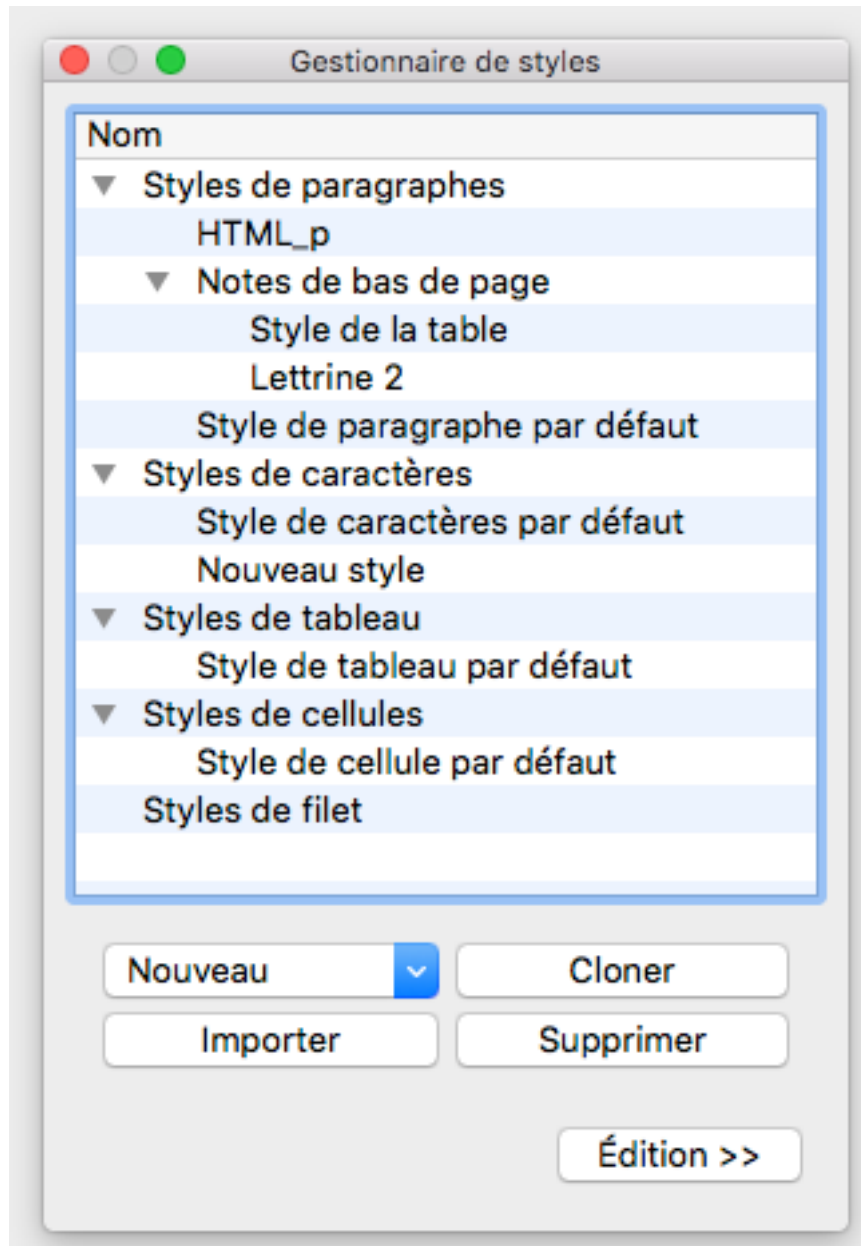 Gestionnaire de styles
Nom
Styles de paragraphes
HTML_p
Notes de bas de page
Style de la table
Lettrine 2
Style de paragraphe par défaut
Styles de caractères
Style de caractères par défaut
Nouveau style
Styles de tableau
Style de tableau par défaut
Styles de cellules
Style de cellule par défaut
Styles de filet
Nouveau Cloner
Importer Supprimer
Édition >>